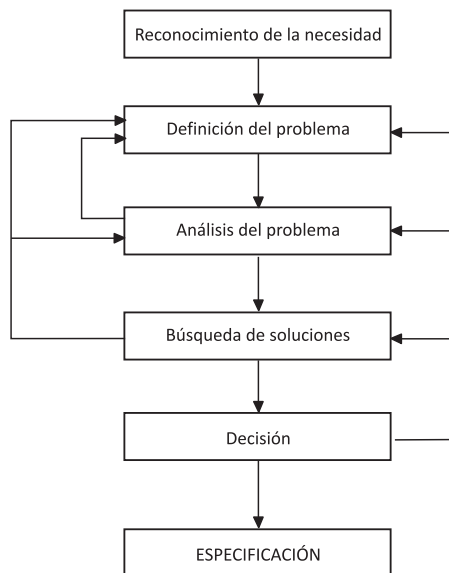 Reconocimiento de la necesidad
Definición del problema
Análisis del problema
Búsqueda de soluciones
Decisión
ESPECIFICACIÓN